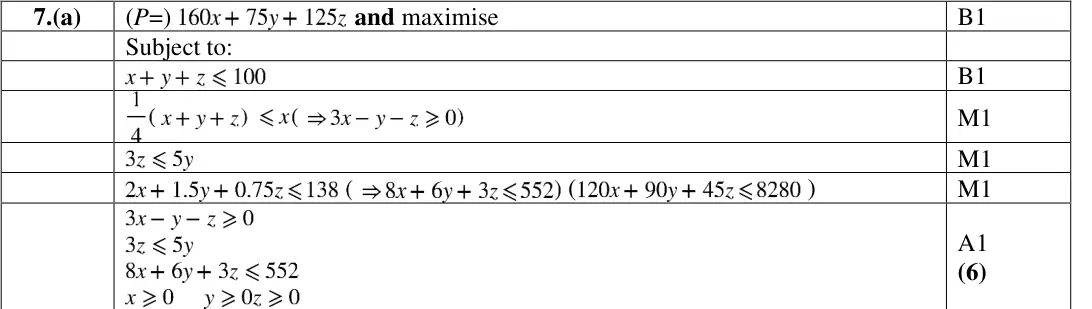 7.(a) (P=) 160x + 75y + 125z and maximise B1
Subject to:
x + y + z ⩽ 100 B1
1/4 ( x + y + z) ⩽ x ( ⇒ 3x − y − z ⩾ 0) M1
3z ⩽ 5y M1
2x + 1.5y + 0.75z ⩽ 138 ( ⇒ 8x + 6y + 3z ⩽ 552) (120x + 90y + 45z ⩽ 8280 ) M1
3x − y − z ⩾ 0
3z ⩽ 5y A1
8x + 6y + 3z ⩽ 552 (6)
x ⩾ 0 y ⩾ 0z ⩾ 0